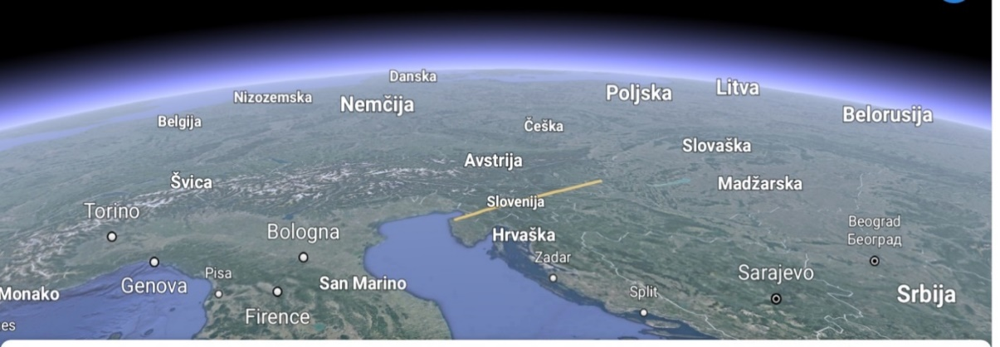 Danska
Nizozemska
Nemčija
Poljska
Litva
Belorusija
Belgija
Češka
Slovaška
Avstrija
Švica
Madžarska
Slovenija
Torino
Bologna
Hrvaška
Beograd
Београд
Zadar
Genova
Pisa
San Marino
Sarajevo
Monako
Split
Srbija
Firence
es